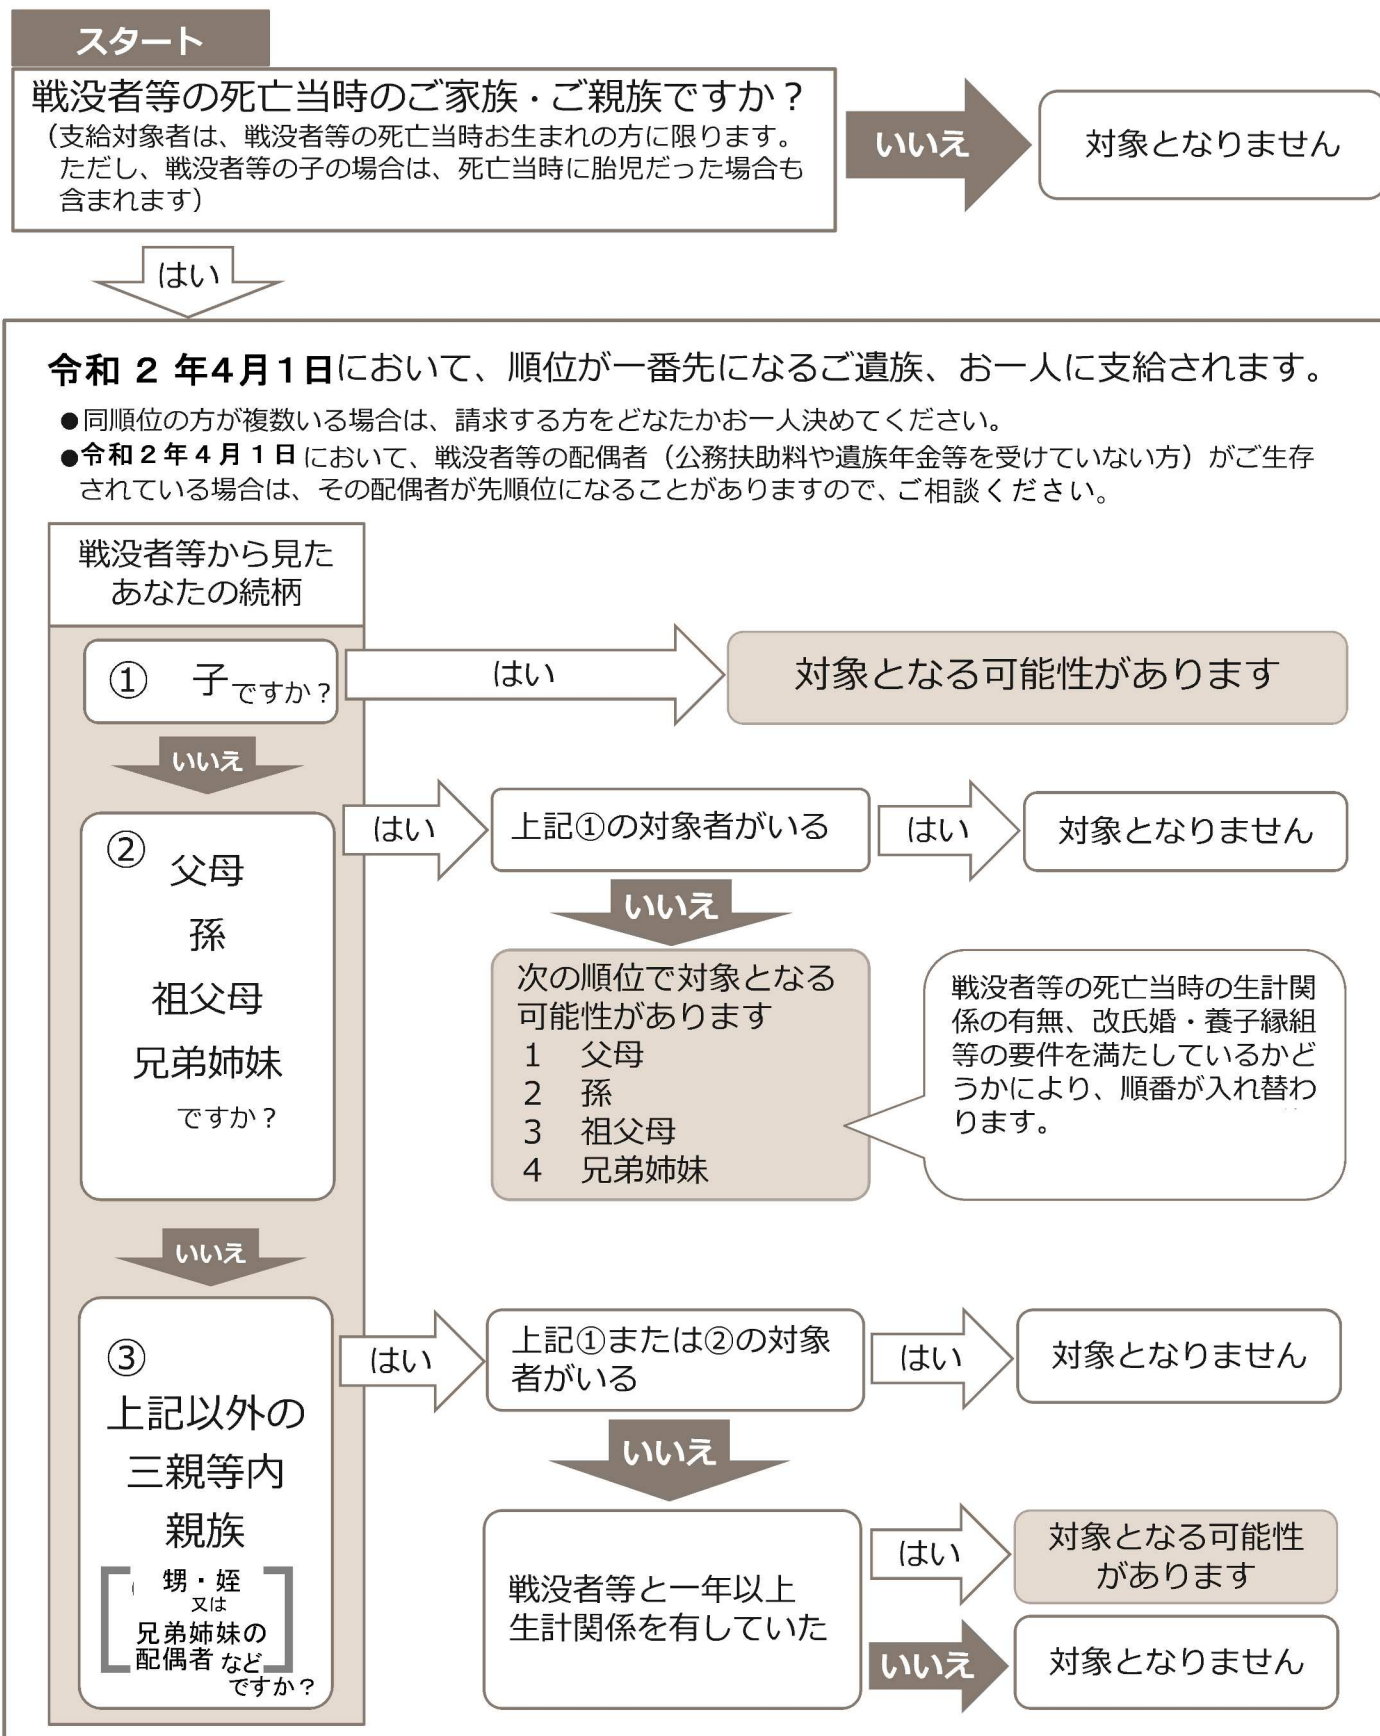 スタート
戦没者等の死亡当時のご家族・ご親族ですか？
（支給対象者は、戦没者等の死亡当時お生まれの方に限ります。
ただし、戦没者等の子の場合は、死亡当時に胎児だった場合も
含まれます）
いいえ
対象となりません
はい
令和 2 年4月1日において、順位が一番先になるご遺族、お一人に支給されます。
●同順位の方が複数いる場合は、請求する方をどなたかお一人決めてください。
●令和2年4月1日において、戦没者等の配偶者（公務扶助料や遺族年金等を受けていない方）がご生存
されている場合は、その配偶者が先順位になることがありますので、ご相談ください。
戦没者等から見た
あなたの続柄
① 子ですか？
はい
対象となる可能性があります
いいえ
②
父母
孫
祖父母
兄弟姉妹
ですか？
はい
上記①の対象者がいる
はい
対象となりません
いいえ
次の順位で対象となる
可能性があります
1 父母
2 孫
3 祖父母
4 兄弟姉妹
戦没者等の死亡当時の生計関
係の有無、改氏婚・養子縁組
等の要件を満たしているかど
うかにより、順番が入れ替わ
ります。
いいえ
③
上記以外の
三親等内
親族
甥・姪
又は
兄弟姉妹の
配偶者 など
ですか？
はい
上記①または②の対象
者がいる
はい
対象となりません
いいえ
戦没者等と一年以上
生計関係を有していた
はい
対象となる可能性
があります
いいえ
対象となりません